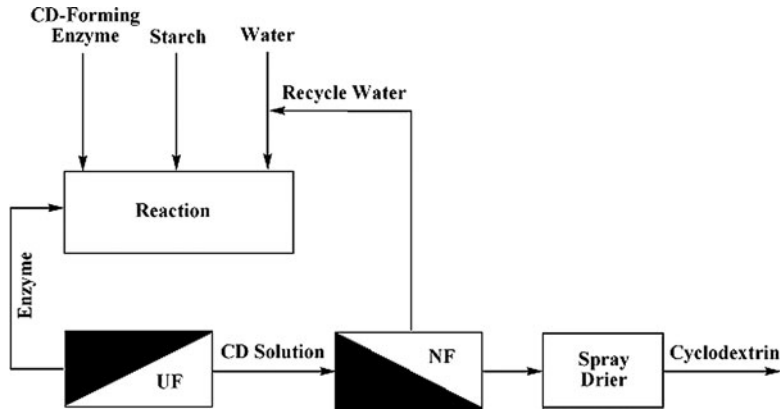 CD-Forming
Enzyme
Starch
Water
Recycle Water
Reaction
Enzyme
UF
CD Solution
NF
Spray
Drier
Cyclodextrin